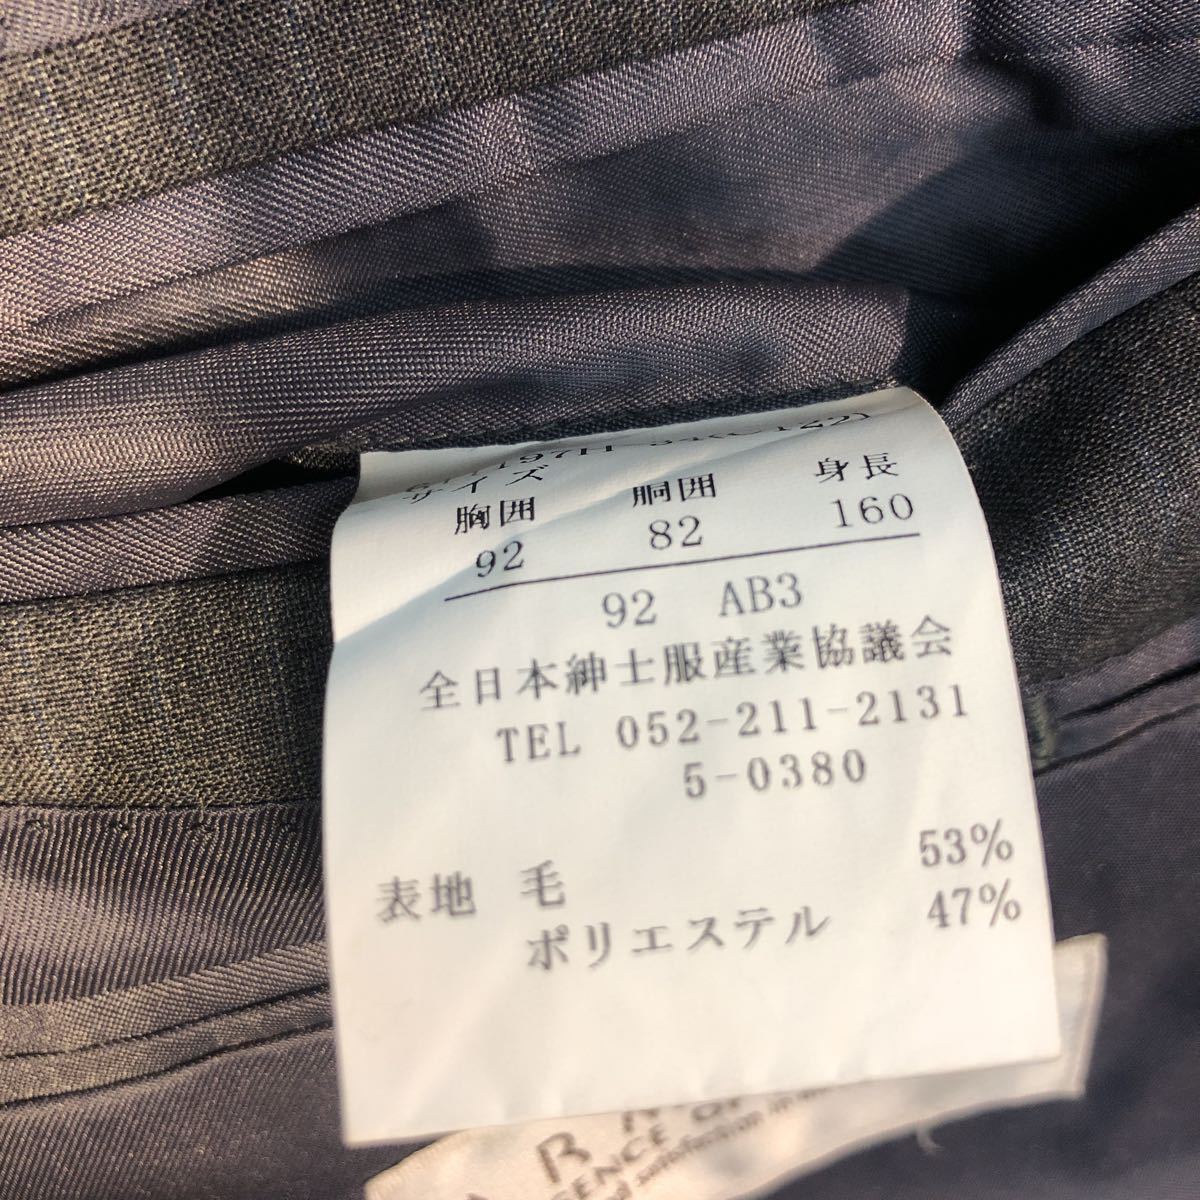 サイズ
胸囲 胴囲 身長
92 82 160
92 AB3
全日本紳士服産業協議会
TEL 052-211-2131
5-0380
表地 毛 53%
ポリエステル 47%